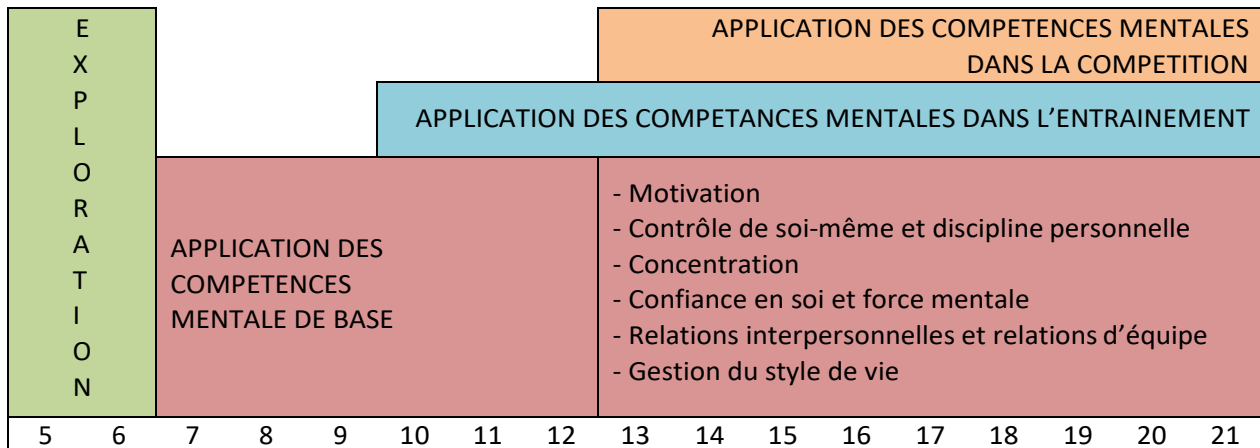 E
X
P
L
O
R
A
T
I
O
N
APPLICATION DES COMPETENCES MENTALES
DANS LA COMPETITION
APPLICATION DES COMPETANCES MENTALES DANS L’ENTRAINEMENT
APPLICATION DES
COMPETENCES
MENTALE DE BASE
- Motivation
- Contrôle de soi-même et discipline personnelle
- Concentration
- Confiance en soi et force mentale
- Relations interpersonnelles et relations d’équipe
- Gestion du style de vie
5 6 7 8 9 10 11 12 13 14 15 16 17 18 19 20 21